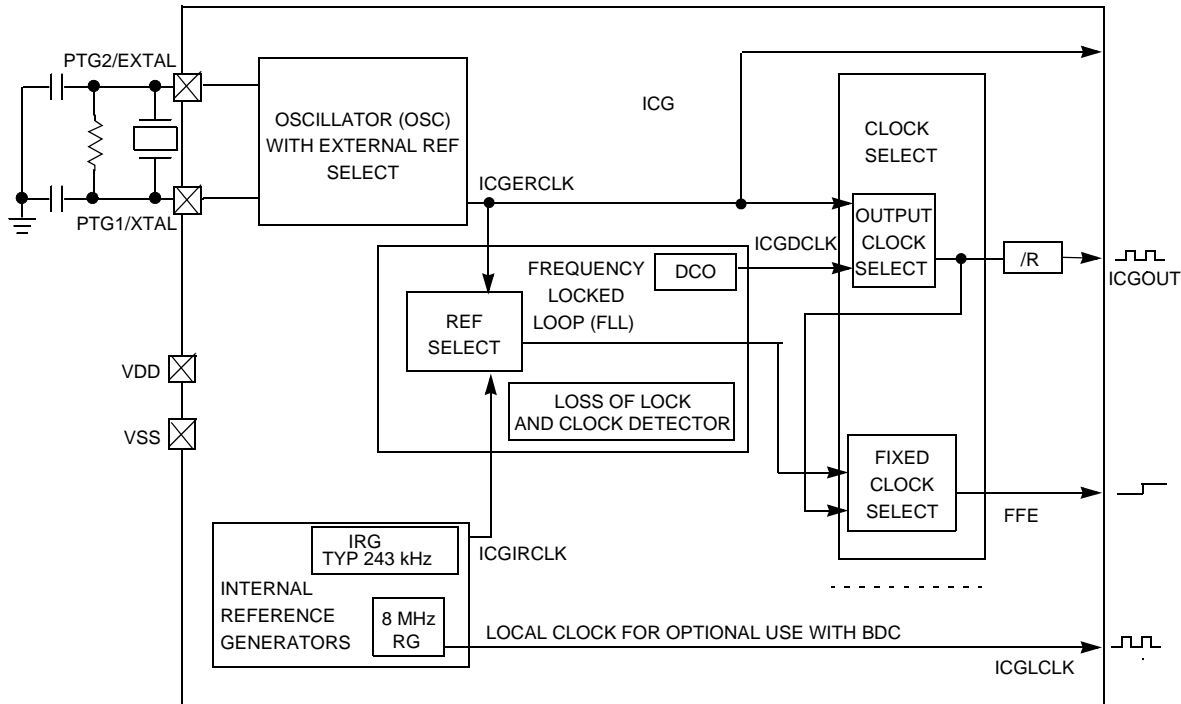 PTG2/EXTAL
OSCILLATOR (OSC)
WITH EXTERNAL REF
SELECT
PTG1/XTAL
ICG
CLOCK
SELECT
ICGERCLK
OUTPUT
CLOCK
SELECT
ICGDCLK
/R
ICGOUT
FREQUENCY
LOCKED
LOOP (FLL)
DCO
REF
SELECT
LOSS OF LOCK
AND CLOCK DETECTOR
VDD
VSS
FIXED
CLOCK
SELECT
FFE
IRG
TYP 243 kHz
ICGIRCLK
INTERNAL
REFERENCE
GENERATORS
8 MHz
RG
LOCAL CLOCK FOR OPTIONAL USE WITH BDC
ICGLCLK